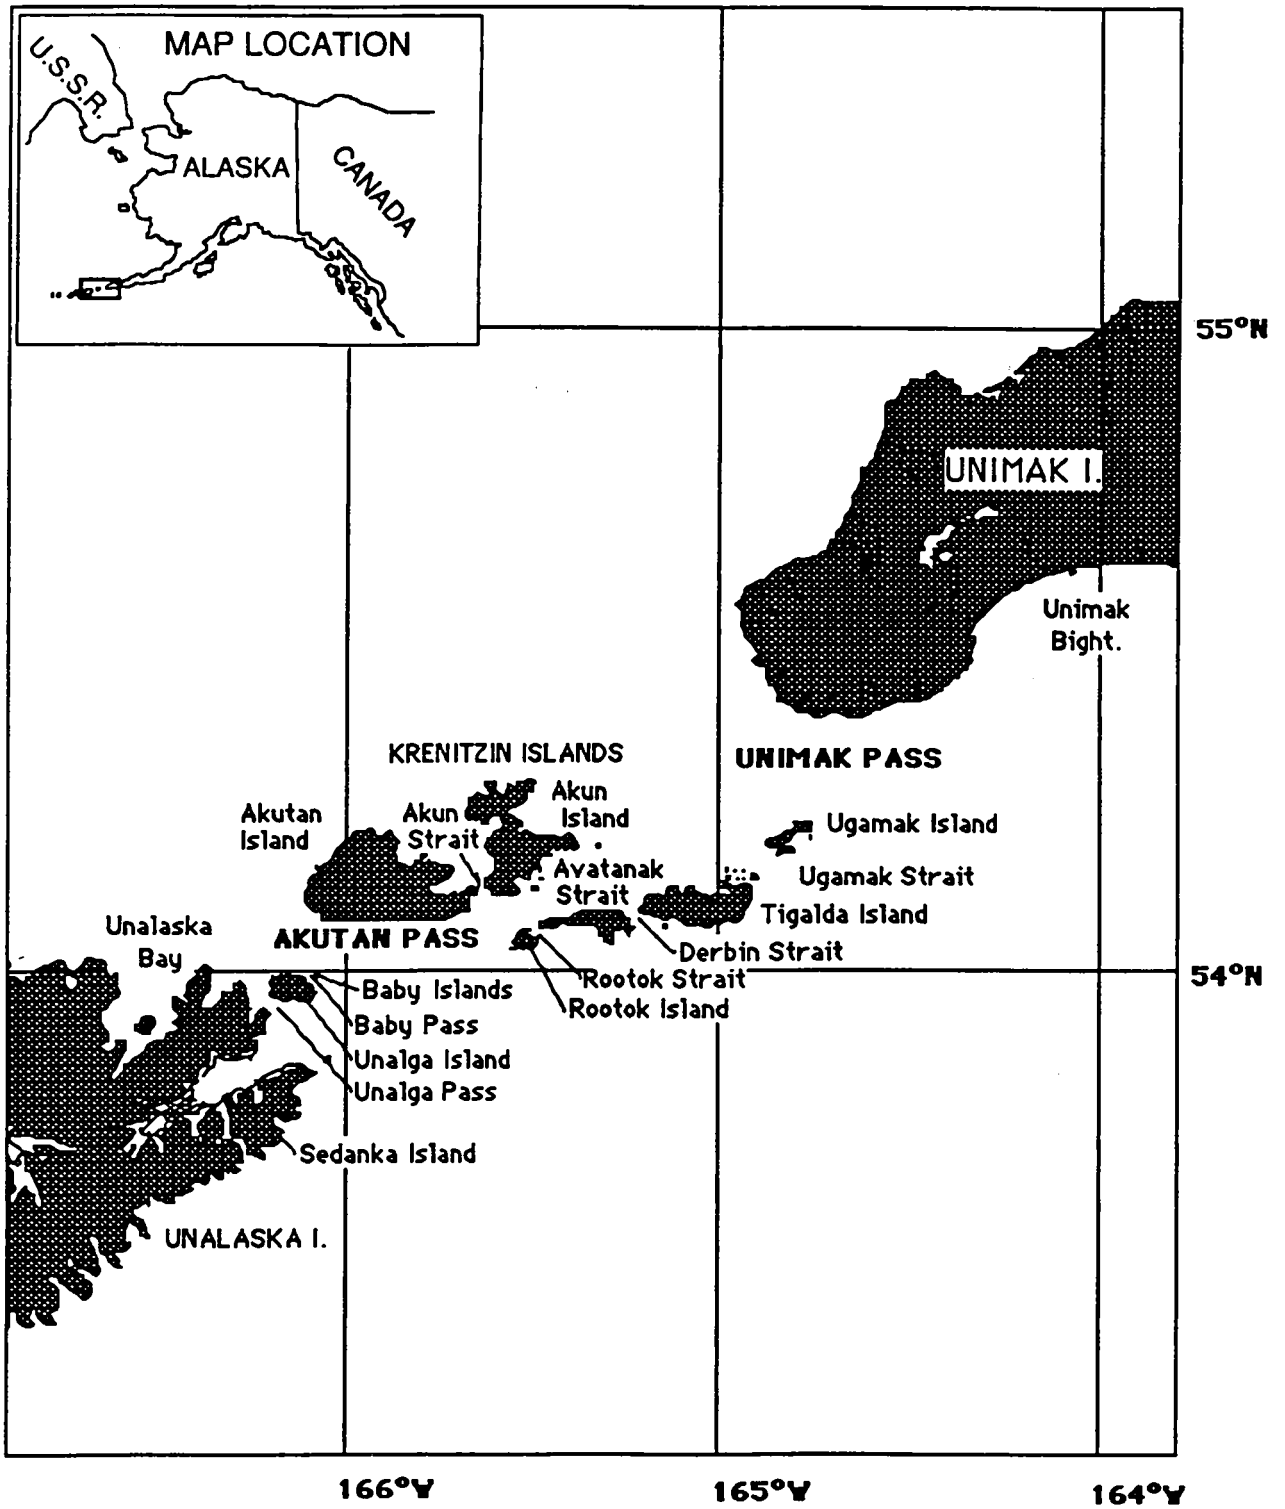 MAP LOCATION
U.S.S.R.
ALASKA
CANADA
55°N
UNIMAK I.
Unimak
Bight.
KRENITZIN ISLANDS
UNIMAK PASS
Akutan
Island
Akun
Strait
Akun
Island
Ugamak Island
Avatanak
Strait
Ugamak Strait
Tigalda Island
Unalaska
Bay
AKUTAN PASS
Derbin Strait
Rootok Strait
54°N
Baby Islands
Rootok Island
Baby Pass
Unalga Island
Unalga Pass
Sedanka Island
UNALASKA I.
166°W
165°W
164°W